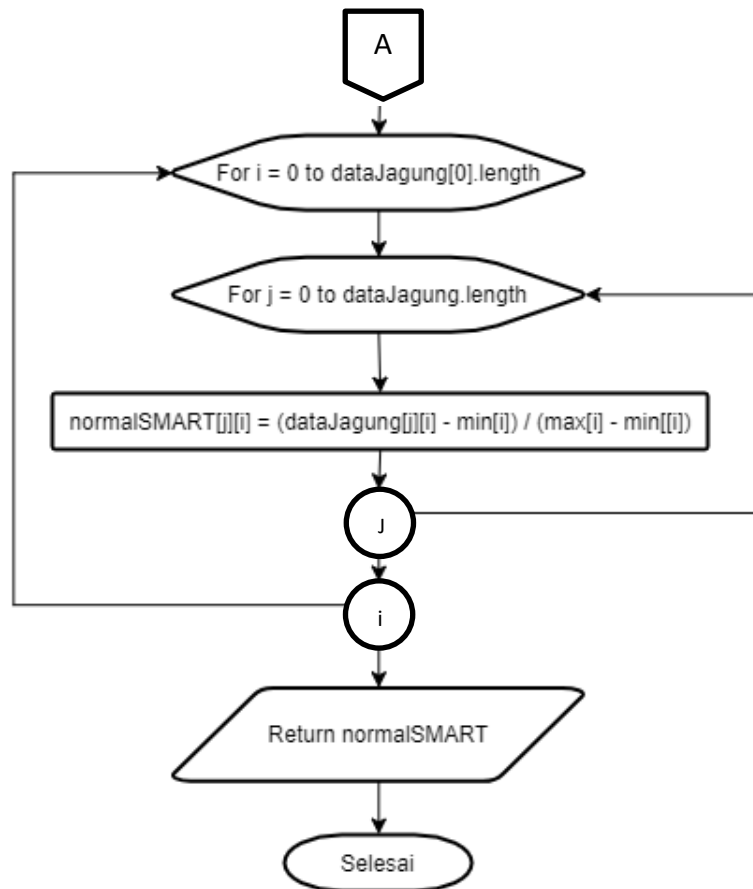 A
For i = 0 to dataJagung[0].length
For j = 0 to dataJagung.length
normalSMART[j][i] = (dataJagung[j][i] - min[i]) / (max[i] - min[[i])
J
i
Return normalSMART
Selesai